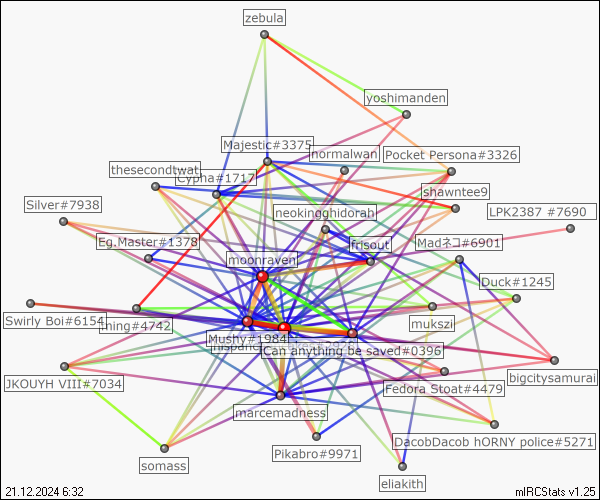 zebula
yoshimanden
Majestic#3375
normalwan
Pocket Persona#3326
thesecondtwat
Cypha#1717
shawntee9
Silver#7938
neokingghidorah
LPK2387 #7690
Eg.Master#1378
frisout
Madネコ#6901
moonraven
Duck#1245
Swirly Boi#6154
thing#4742
mukszi
Mushy#1984
Can anything be saved#0396
JKOUYH VIII#7034
bigcitysamurai
Fedora Stoat#4479
marcemadness
DacobDacob hORNY police#5271
Pikabro#9971
somass
eliakith
21.12.2024 6:32
mIRCStats v1.25